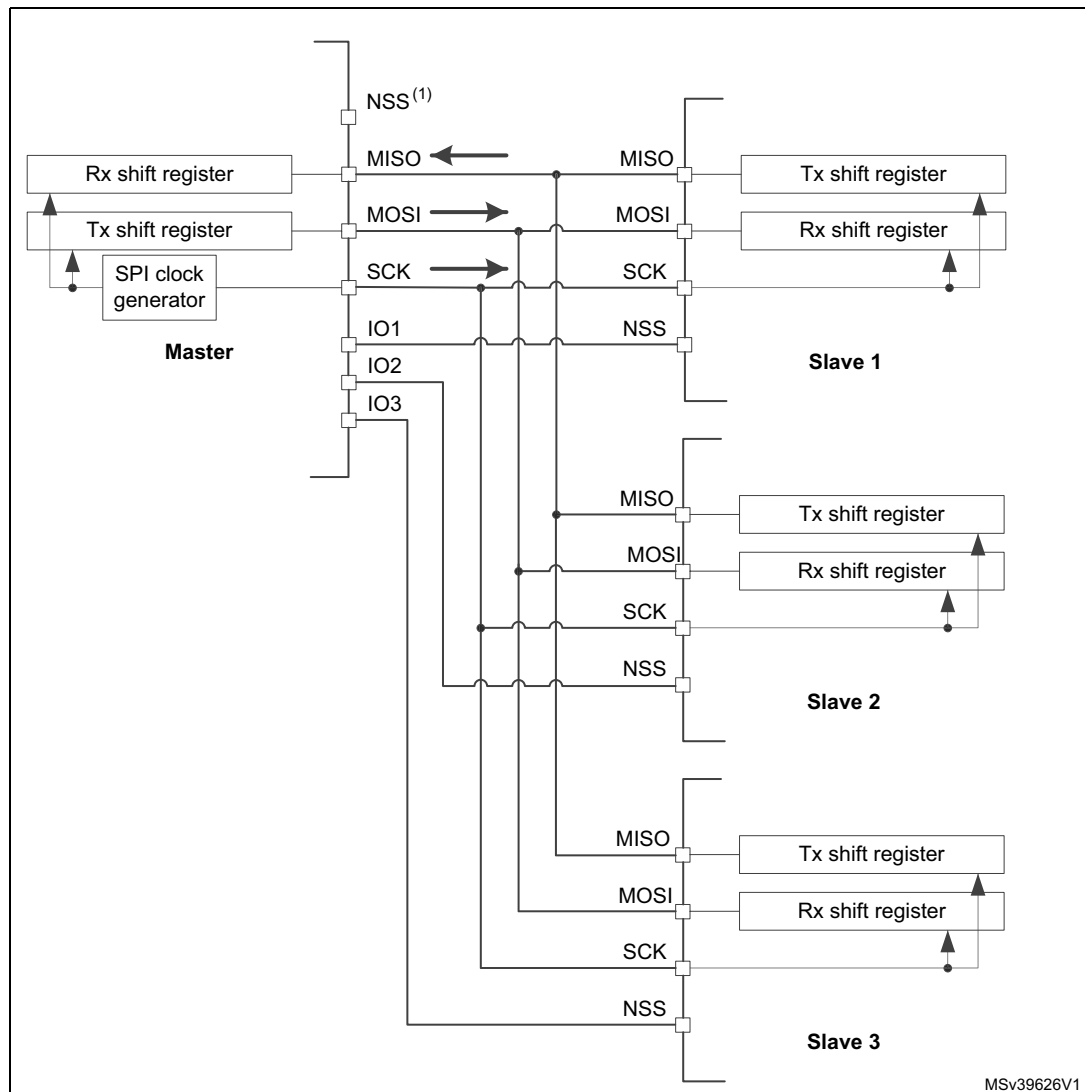 NSS(1)
MISO
MOSI
SCK
IO1
IO2
IO3
Rx shift register
Tx shift register
SPI clock
generator
Master
MISO
MOSI
SCK
NSS
Tx shift register
Rx shift register
Slave 1
MISO
MOSI
SCK
NSS
Tx shift register
Rx shift register
Slave 2
MISO
MOSI
SCK
NSS
Tx shift register
Rx shift register
Slave 3
MSv39626V1